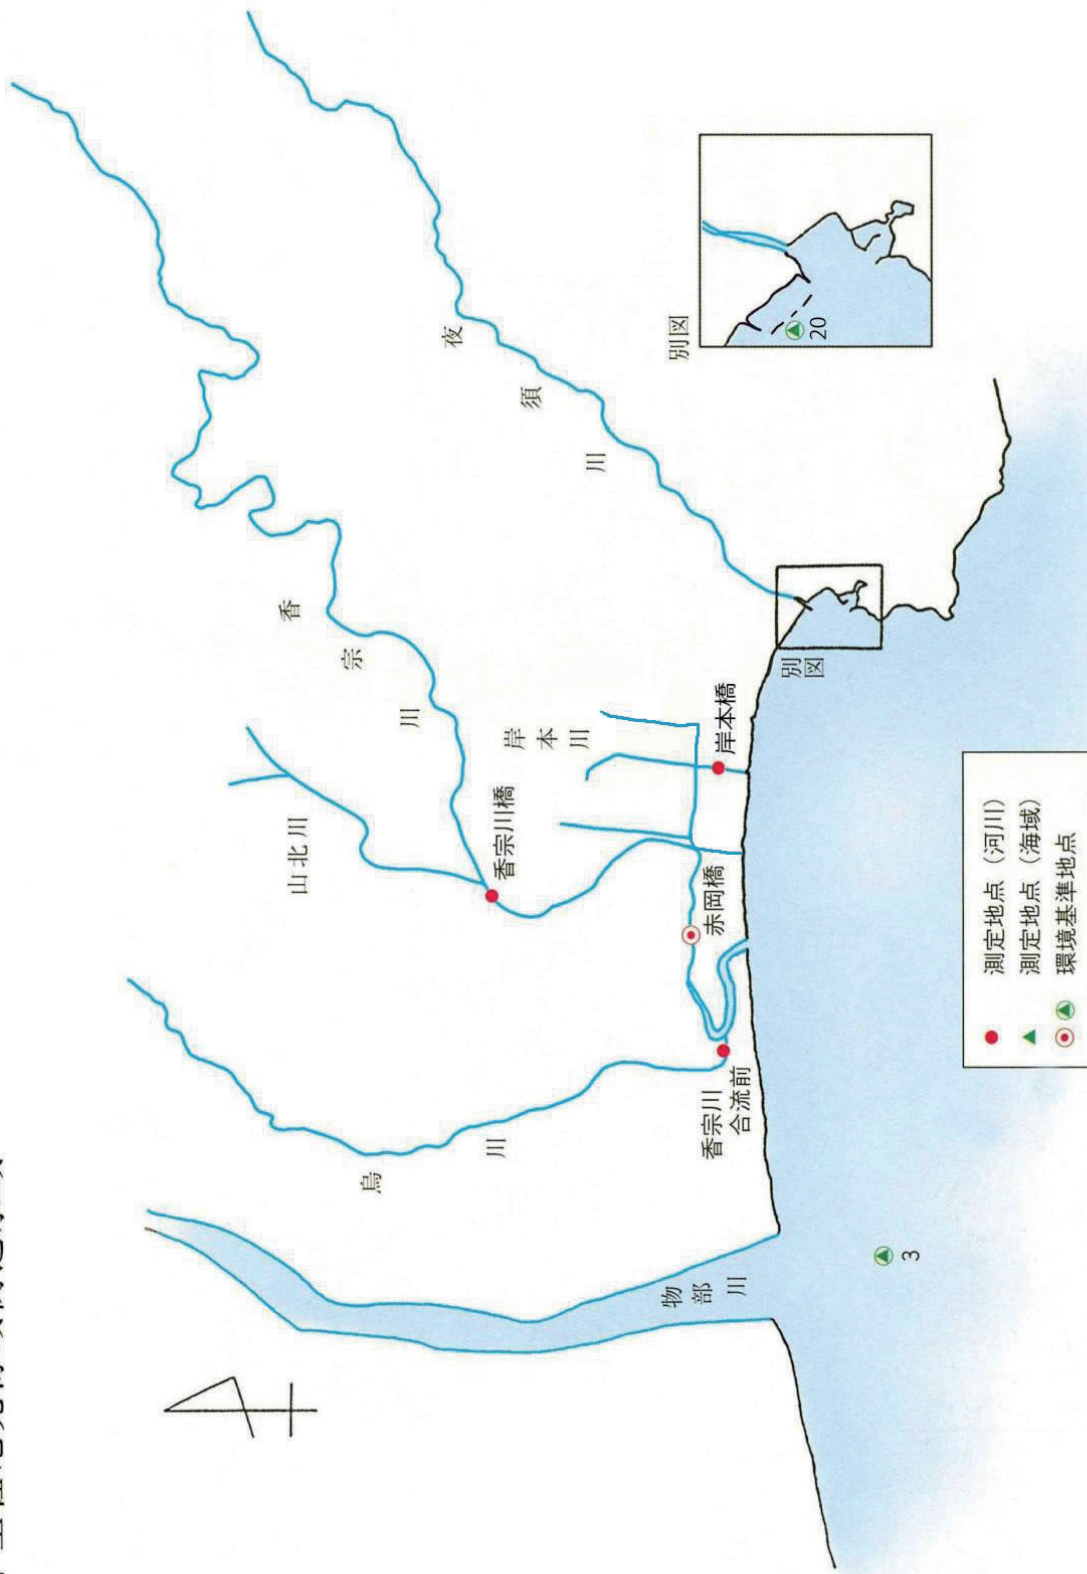 夜須川
別図
20
香宗川
岸本川
岸本橋
別図
山北川
香宗川橋
赤岡橋
香宗川
合流前
烏川
物部川
3
測定地点（河川）
測定地点（海域）
環境基準地点